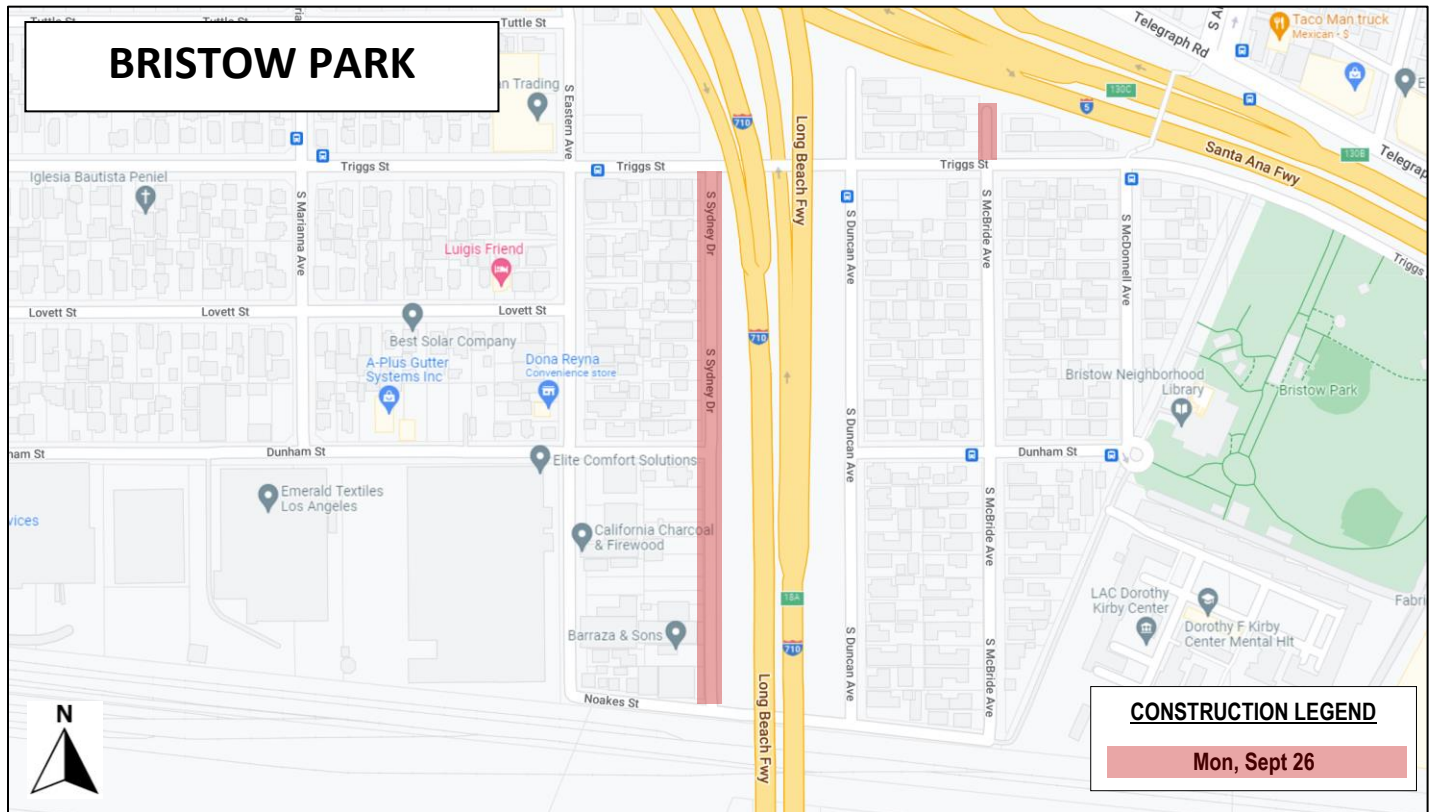 BRISTOW PARK
Tuttle St
Tuttle St
Tuttle St
n Trading
S Eastern Ave
Triggs St
Triggs St
Triggs St
Triggs
Iglesia Bautista Peniel
S Marianna Ave
Luigis Friend
Lovett St
Lovett St
Lovett St
Best Solar Company
A-Plus Gutter
Systems Inc
Dona Reyna
Convenience store
ham St
Dunham St
Dunham St
Elite Comfort Solutions
Emerald Textiles
Los Angeles
vices
California Charcoal
& Firewood
Barraza & Sons
Noakes St
S Sydney Dr
S Sydney Dr
710
710
710
18A
Long Beach Fwy
Long Beach Fwy
S Duncan Ave
S Duncan Ave
S Duncan Ave
S McBride Ave
S McBride Ave
S McBride Ave
S McDonnell Ave
Telegraph Rd
Telegrap
S A
Taco Man truck
Mexican · $
E
130C
5
130B
Santa Ana Fwy
Bristow Neighborhood
Library
Bristow Park
LAC Dorothy
Kirby Center
Dorothy F Kirby
Center Mental Hlt
Fabri
N
CONSTRUCTION LEGEND
Mon, Sept 26